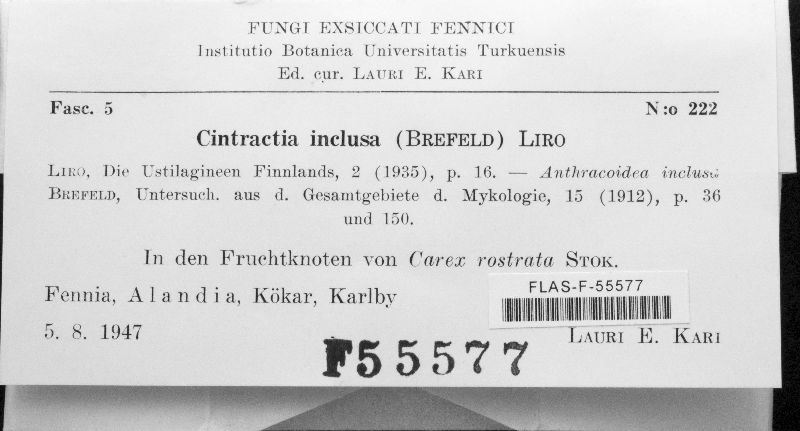 FUNGI EXSICCATI FENNICI
Institutio Botanica Universitatis Turkuensis
Ed. cur. LAURI E. KARI
Fasc. 5 N:o 222
Cintractia inclusa (BREFELD) LIRO
LIRO, Die Ustilagineen Finnlands, 2 (1935), p. 16. — Anthracoidea inclusa
BREFELD, Untersuch. aus d. Gesamtgebiete d. Mykologie, 15 (1912), p. 36
und 150.
In den Fruchtknoten von Carex rostrata STOK.
Fennia, Alandia, Kökar, Karlby
FLAS-F-55577
5. 8. 1947 LAURI E. KARI
F55577